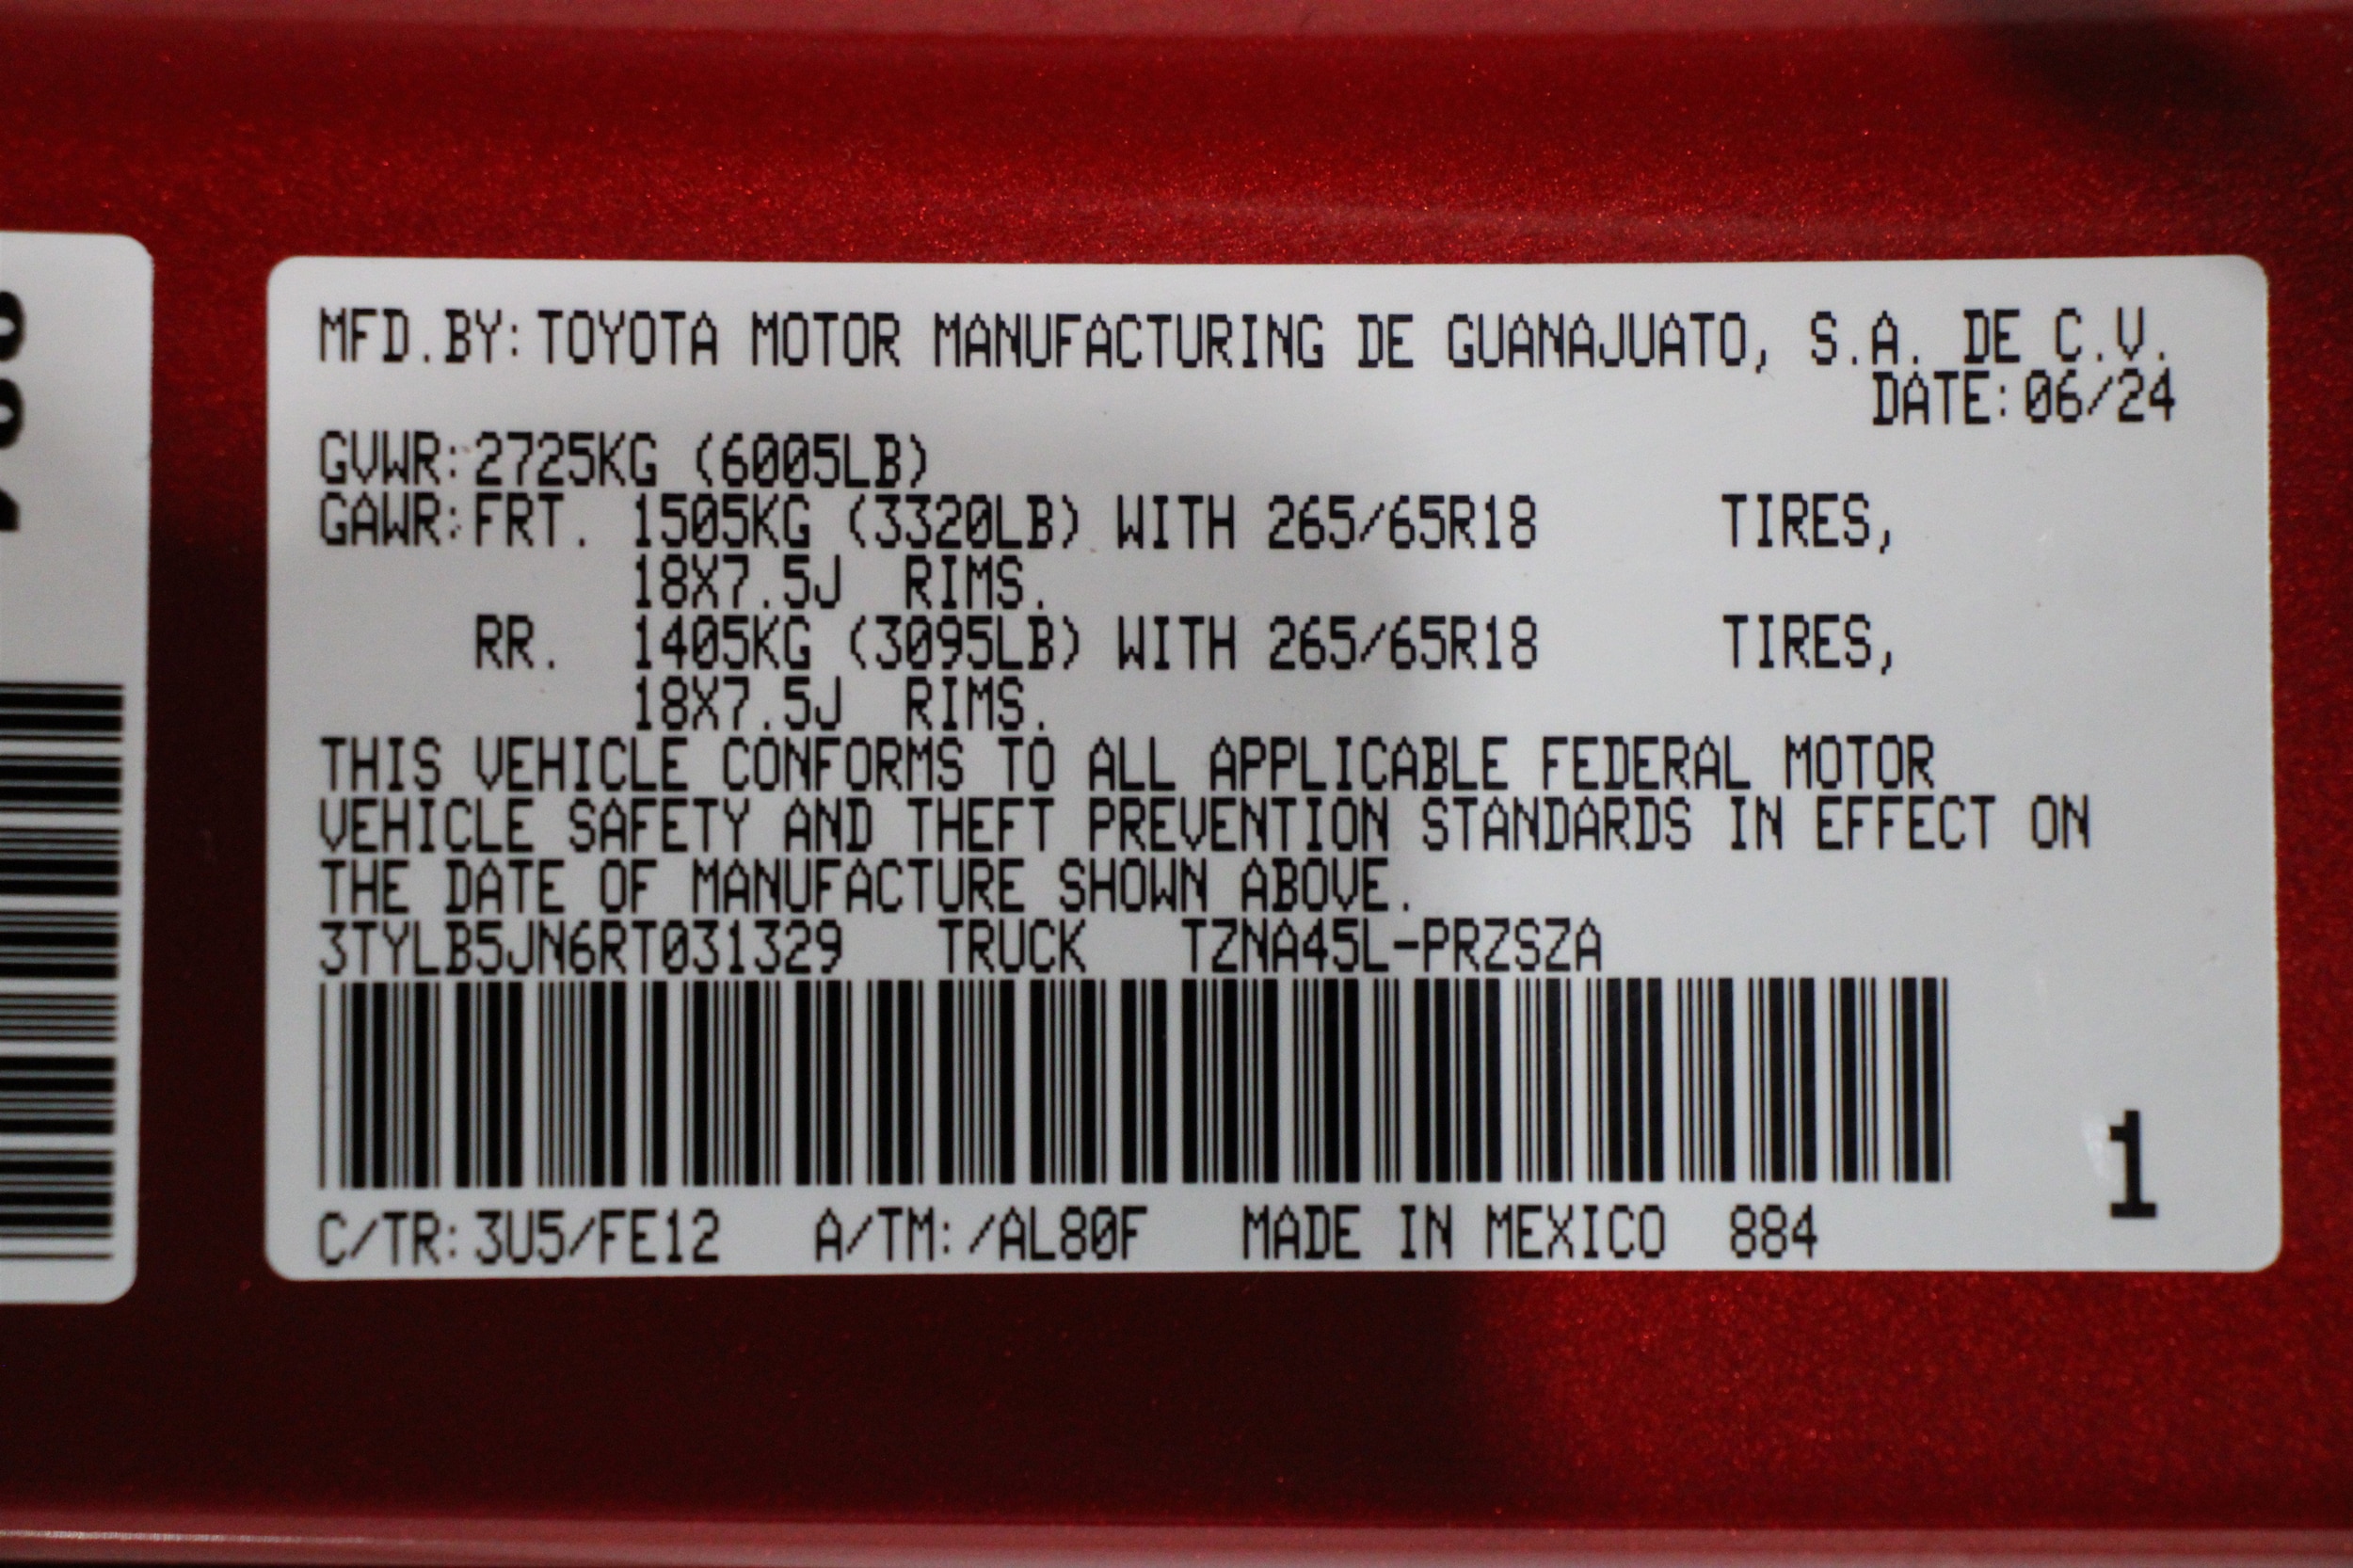 MFD.BY:TOYOTA MOTOR MANUFACTURING DE GUANAJUATO, S.A. DE C.V.
DATE:06/24
GVWR:2725KG (6005LB)
GAWR:FRT. 1505KG (3320LB) WITH 265/65R18 TIRES,
18X7.5J RIMS.
RR. 1405KG (3095LB) WITH 265/65R18 TIRES,
18X7.5J RIMS.
THIS VEHICLE CONFORMS TO ALL APPLICABLE FEDERAL MOTOR
VEHICLE SAFETY AND THEFT PREVENTION STANDARDS IN EFFECT ON
THE DATE OF MANUFACTURE SHOWN ABOVE.
3TYLB5JN6RT031329 TRUCK TZNA45L-PRZSZA
C/TR:3U5/FE12 A/TM:/AL80F MADE IN MEXICO 884
1